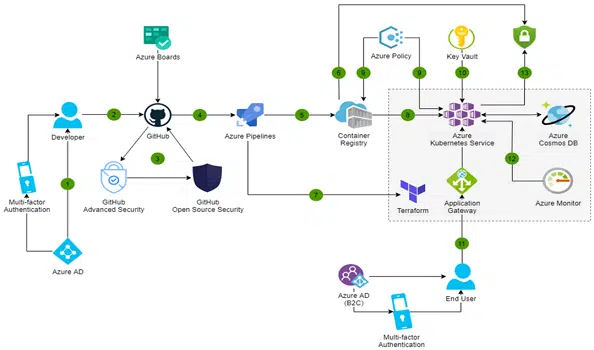 Azure Boards
Azure Policy
Key Vault
6
9
9
10
13
Developer
2
GitHub
4
Azure Pipelines
5
Container
Registry
8
Azure
Kubernetes Service
Azure
Cosmos DB
3
1
Multi-factor
Authentication
GitHub
Advanced Security
GitHub
Open Source Security
7
Terraform
Application
Gateway
12
Azure Monitor
Azure AD
11
Azure AD
(B2C)
End User
Multi-factor
Authentication